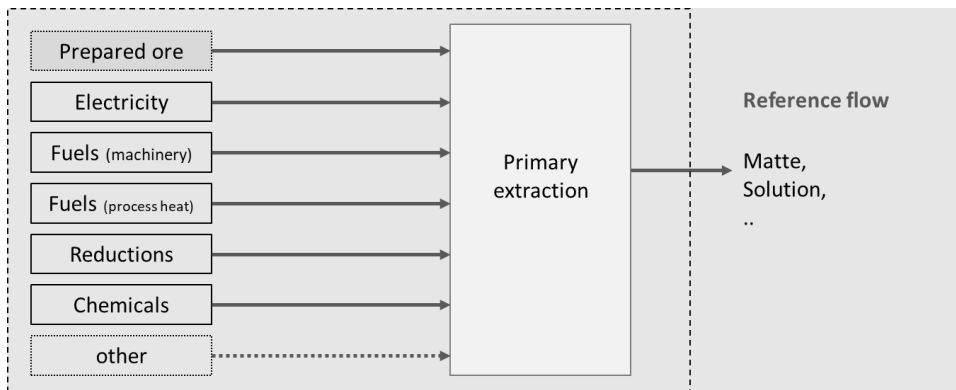 Prepared ore
Electricity
Fuels (machinery)
Fuels (process heat)
Reductions
Chemicals
other
Primary
extraction
Reference flow
Matte,
Solution,
..